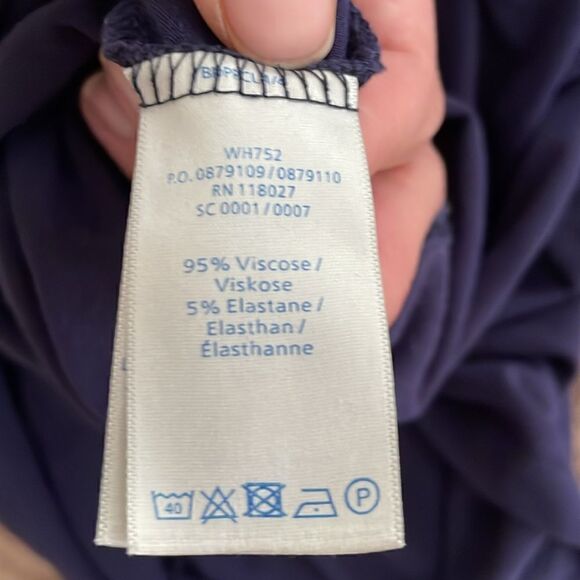 WH752
P.O. 0879109/0879110
RN 118027
SC 0001/0007
95% Viscose/
Viskose
5% Elastane/
Elasthan/
Élasthanne
40
P